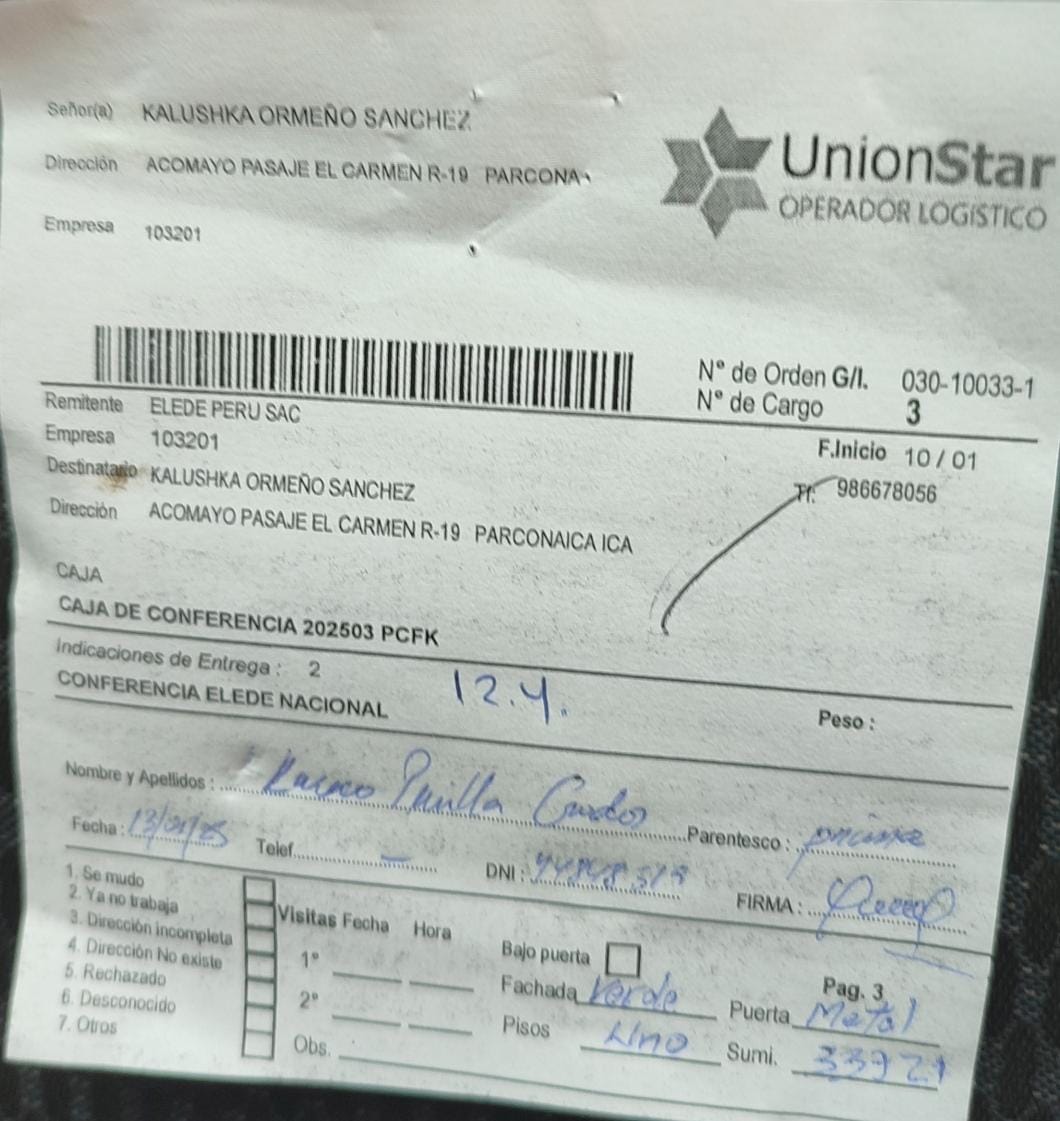 Señor(a) KALUSHKA ORMEÑO SANCHEZ
Dirección ACOMAYO PASAJE EL CARMEN R-19 PARCONA
Empresa 103201
UnionStar
OPERADOR LOGÍSTICO
N° de Orden G/I. 030-10033-1
N° de Cargo 3
Remitente ELEDE PERU SAC
Empresa 103201
F.Inicio 10 / 01
Destinatario KALUSHKA ORMEÑO SANCHEZ
Tf: 986678056
Dirección ACOMAYO PASAJE EL CARMEN R-19 PARCONAICA ICA
CAJA
CAJA DE CONFERENCIA 202503 PCFK
Indicaciones de Entrega : 2
12.4.
CONFERENCIA ELEDE NACIONAL
Peso :
Nombre y Apellidos :
Parentesco :
Fecha : 13/01/25 Telef. — DNI : FIRMA :
1. Se mudo
2. Ya no trabaja
3. Dirección incompleta
4. Dirección No existe
5. Rechazado
6. Desconocido
7. Otros
Visitas Fecha Hora
1°
2°
Obs.
Bajo puerta
Pag. 3
Fachada Verde Puerta Metal
Pisos Uno Sumi. 33921